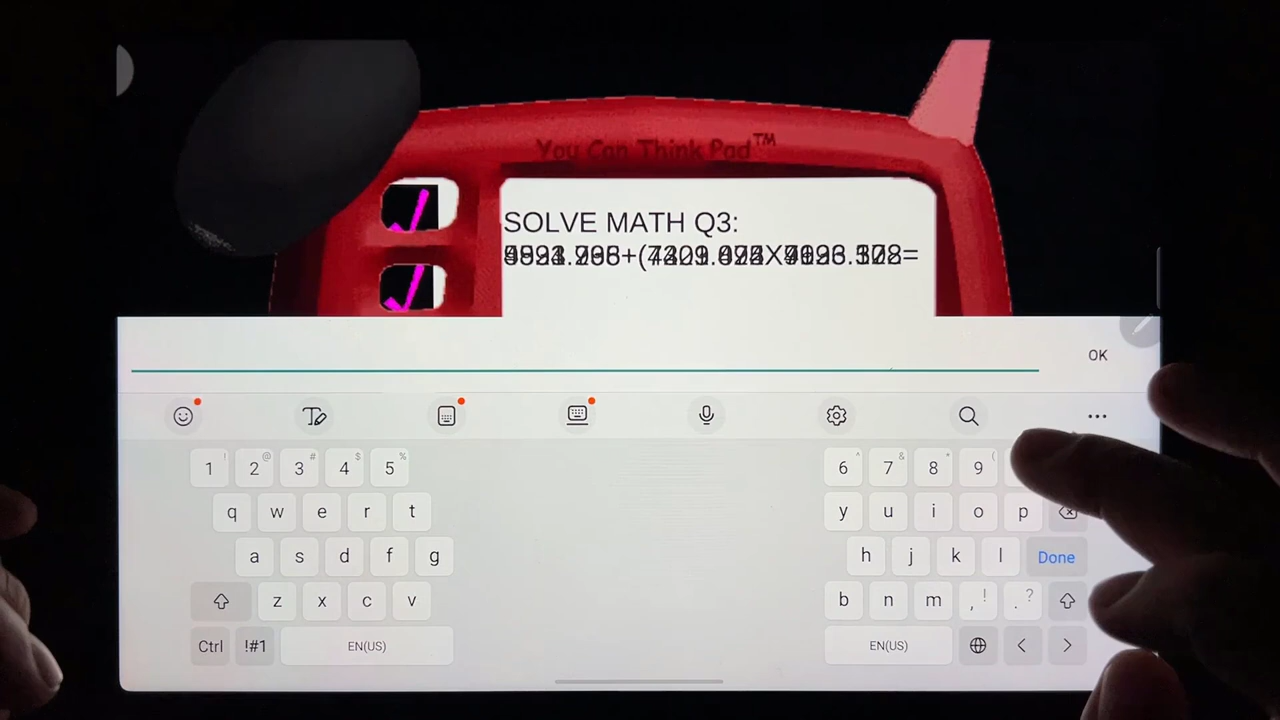 You Can Think Pad™
SOLVE MATH Q3:
OK
1 ! 2 @ 3 # 4 $ 5 % 6 ^ 7 & 8 * 9 (
q w e r t y u i o p
a s d f g h j k l Done
z x c v b n m , ! . ?
Ctrl !#1 EN(US) EN(US) < >